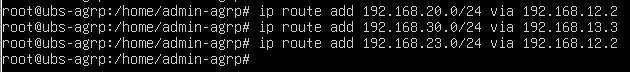 root@ubs-agrp:/home/admin-agrp# ip route add 192.168.20.0/24 via 192.168.12.2
root@ubs-agrp:/home/admin-agrp# ip route add 192.168.30.0/24 via 192.168.13.3
root@ubs-agrp:/home/admin-agrp# ip route add 192.168.23.0/24 via 192.168.12.2
root@ubs-agrp:/home/admin-agrp#